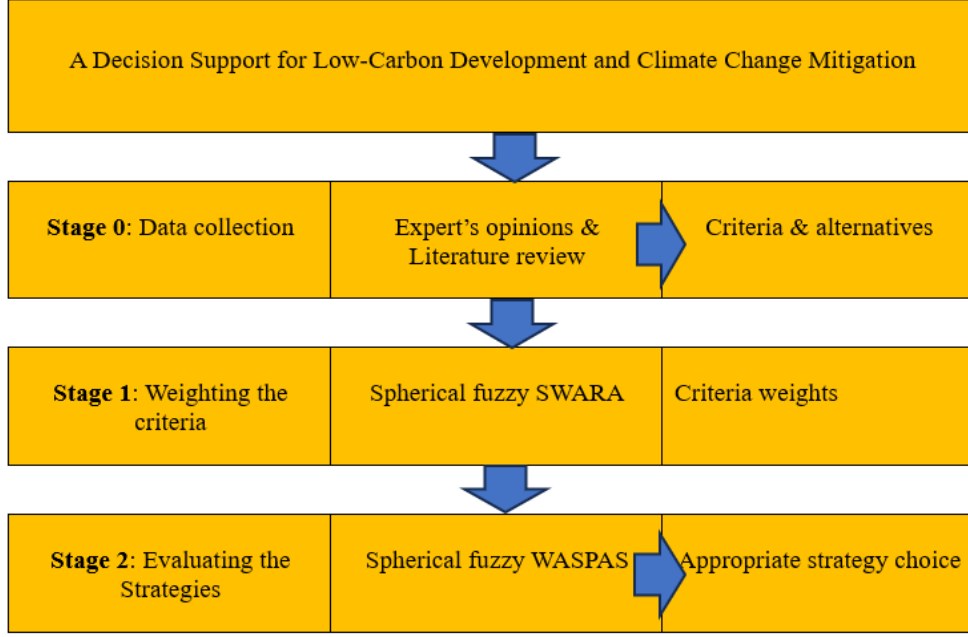 A Decision Support for Low-Carbon Development and Climate Change Mitigation
Stage 0: Data collection
Expert’s opinions &
Literature review
Criteria & alternatives
Stage 1: Weighting the
criteria
Spherical fuzzy SWARA
Criteria weights
Stage 2: Evaluating the
Strategies
Spherical fuzzy WASPAS
Appropriate strategy choice